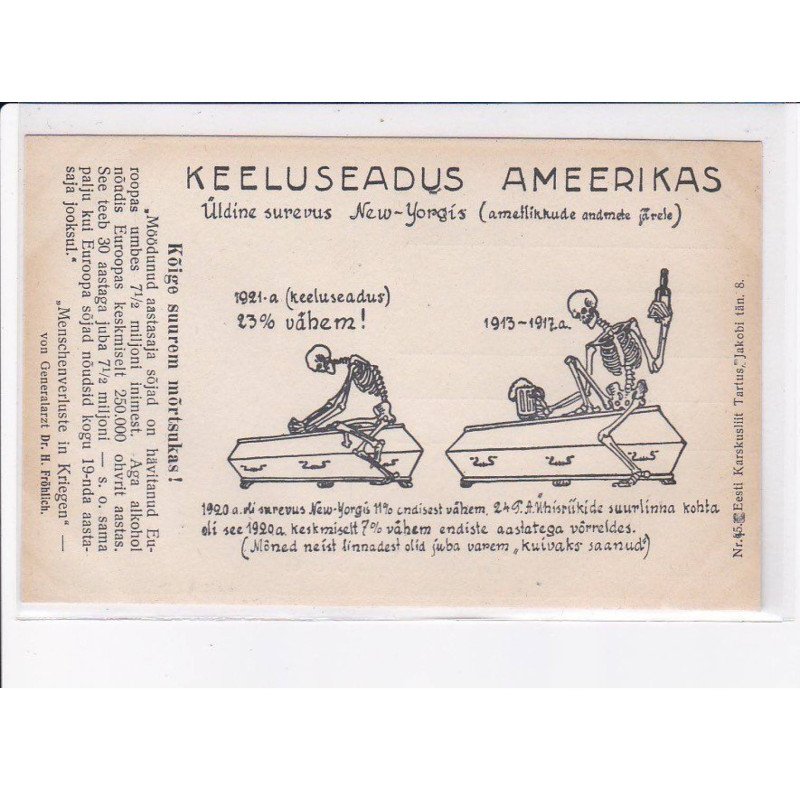 KEELUSEADUS AMEERIKAS
Üldine surevus New-Yorgis (ametlikkude andmete järele)
1921.a (keeluseadus)
23% vähem!
1913-1917.a.
1920 a. oli surevus New-Yorgis 11% endisest vähem, 24 P. A. Ühisriikide suurlinna kohta
oli see 1920 a. keskmiselt 7% vähem endiste aastatega võrreldes.
(Mõned neist linnadest olid juba varem „kuivaks saanud")
Kõige suurem mõrtsukas!
„Möödunud aastasaja sõjad on hävitanud Eu-
roopas umbes 7½ miljoni inimest. Aga alkohol
nõudis Euroopas keskmiselt 250.000 ohvrit aastas.
See teeb 30 aastaga juba 7½ miljoni — s. o. sama
palju kui Euroopa sõjad nõudsid kogu 19-nda aasta-
saja jooksul."
„Menschenverluste in Kriegen" —
von Generalarzt Dr. H. Fröhlich.
Eesti Karskusliit Tartus, Jakobi tän. 8.